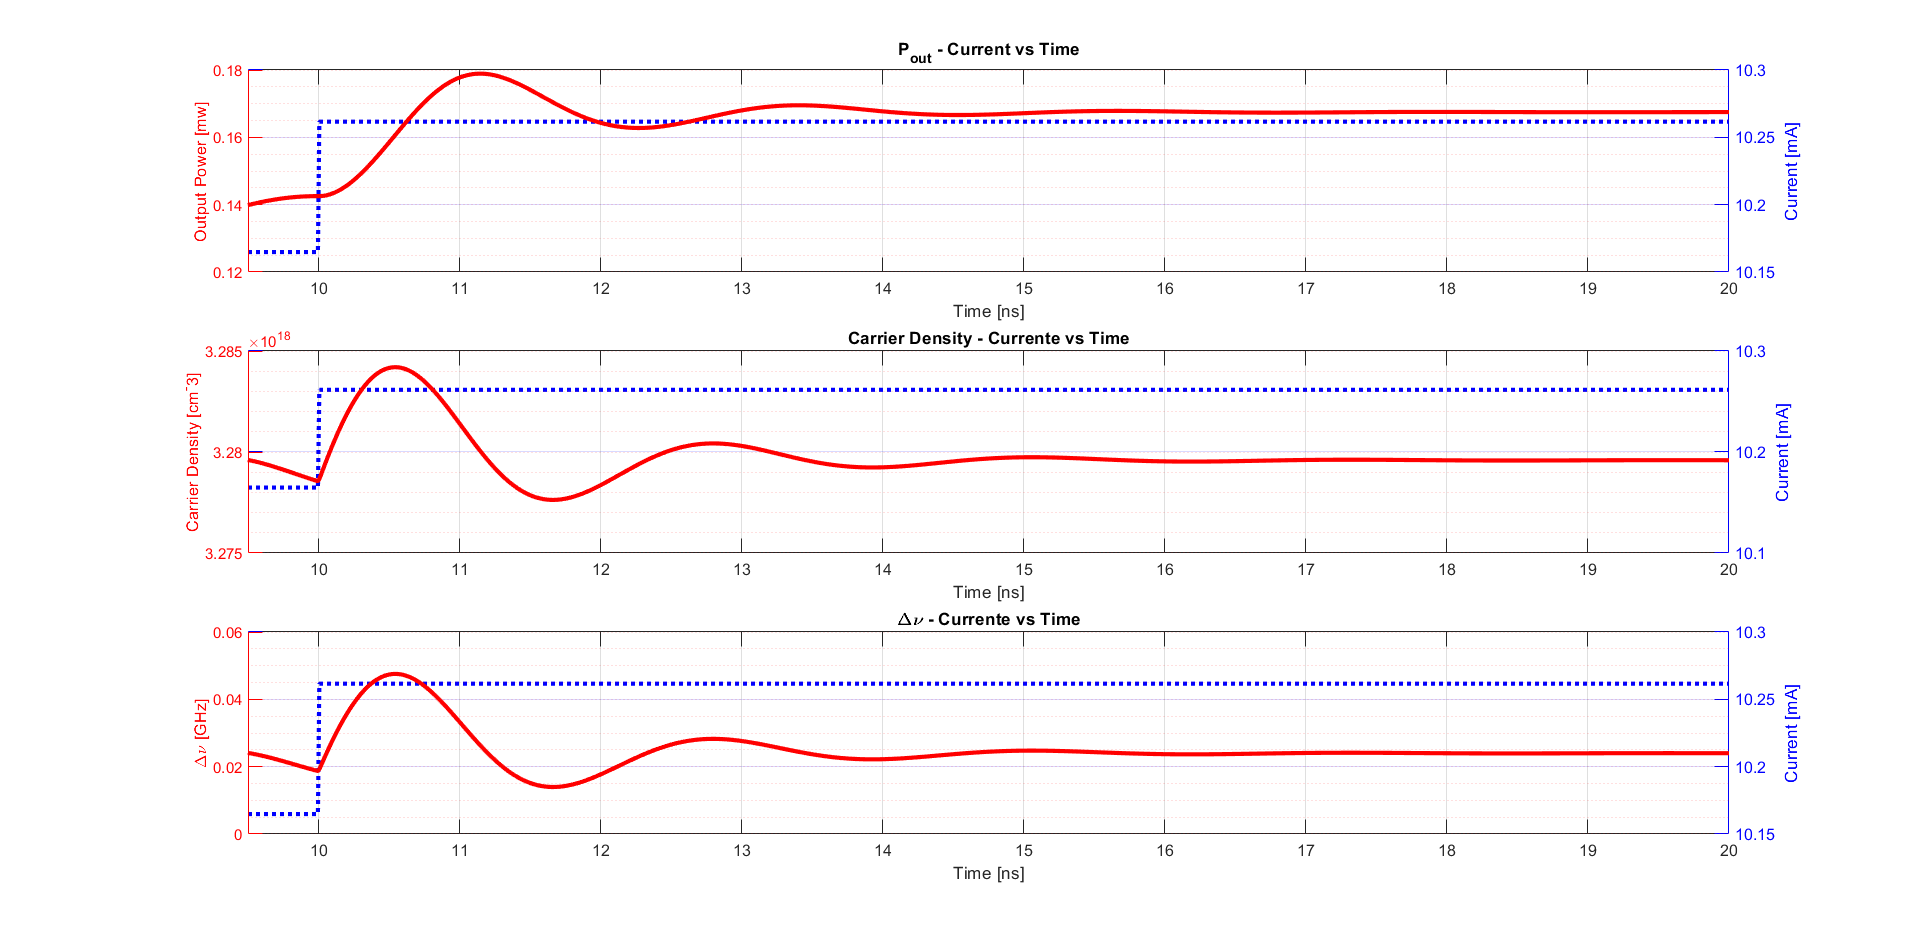 P_out - Current vs Time
0.18
0.16
0.14
0.12
Output Power [mw]
10.3
10.25
10.2
10.15
Current [mA]
10 11 12 13 14 15 16 17 18 19 20
Time [ns]
Carrier Density - Currente vs Time
×10^18
3.285
3.28
3.275
Carrier Density [cm^-3]
10.3
10.2
10.1
Current [mA]
10 11 12 13 14 15 16 17 18 19 20
Time [ns]
Δν - Currente vs Time
0.06
0.04
0.02
0
Δν [GHz]
10.3
10.25
10.2
10.15
Current [mA]
10 11 12 13 14 15 16 17 18 19 20
Time [ns]